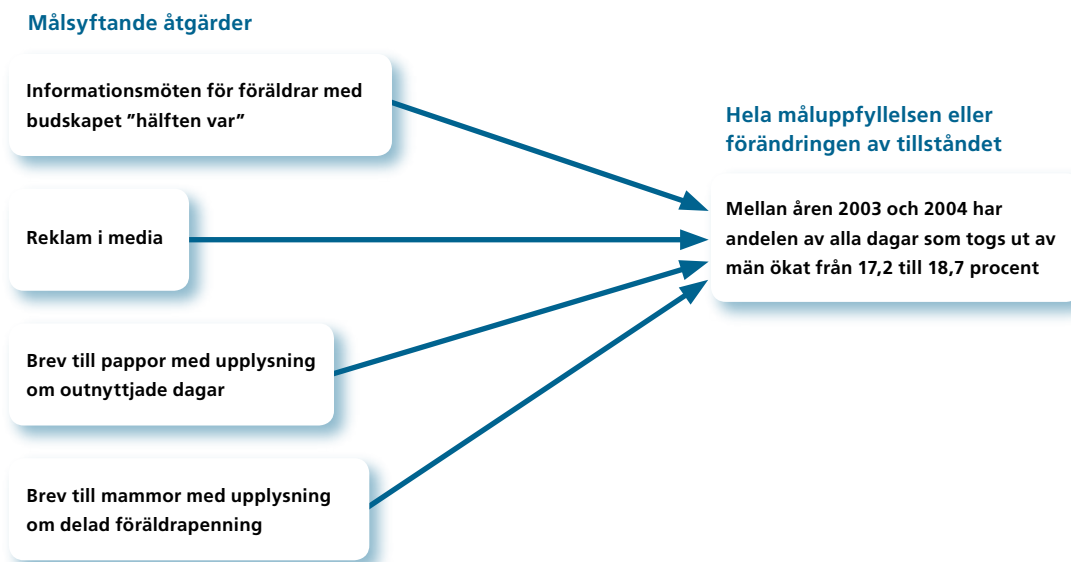 Målsyftande åtgärder
Informationsmöten för föräldrar med
budskapet ”hälften var”
Reklam i media
Brev till pappor med upplysning
om outnyttjade dagar
Brev till mammor med upplysning
om delad föräldrapenning
Hela måluppfyllelsen eller
förändringen av tillståndet
Mellan åren 2003 och 2004 har
andelen av alla dagar som togs ut av
män ökat från 17,2 till 18,7 procent